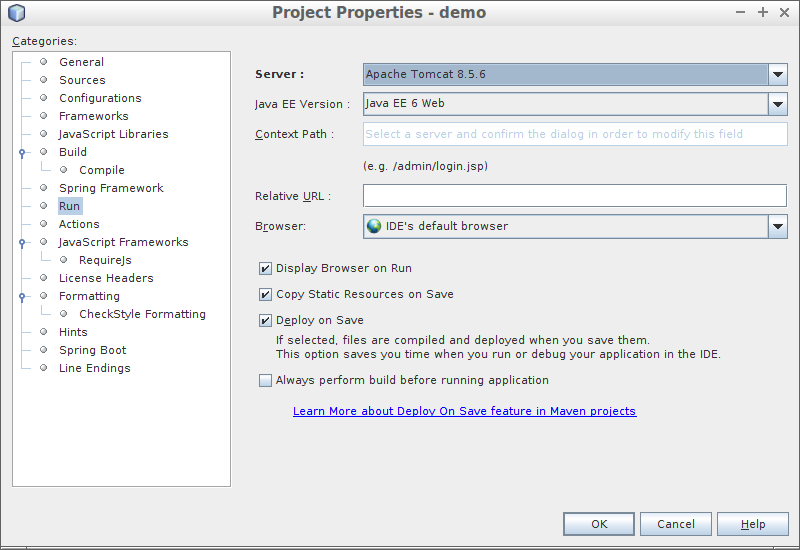 Project Properties - demo
Categories:
General
Sources
Configurations
Frameworks
JavaScript Libraries
Build
Compile
Spring Framework
Run
Actions
JavaScript Frameworks
RequireJs
License Headers
Formatting
CheckStyle Formatting
Hints
Spring Boot
Line Endings
Server : Apache Tomcat 8.5.6
Java EE Version : Java EE 6 Web
Context Path : Select a server and confirm the dialog in order to modify this field
(e.g. /admin/login.jsp)
Relative URL :
Browser: IDE's default browser
Display Browser on Run
Copy Static Resources on Save
Deploy on Save
If selected, files are compiled and deployed when you save them.
This option saves you time when you run or debug your application in the IDE.
Always perform build before running application
Learn More about Deploy On Save feature in Maven projects
OK Cancel Help